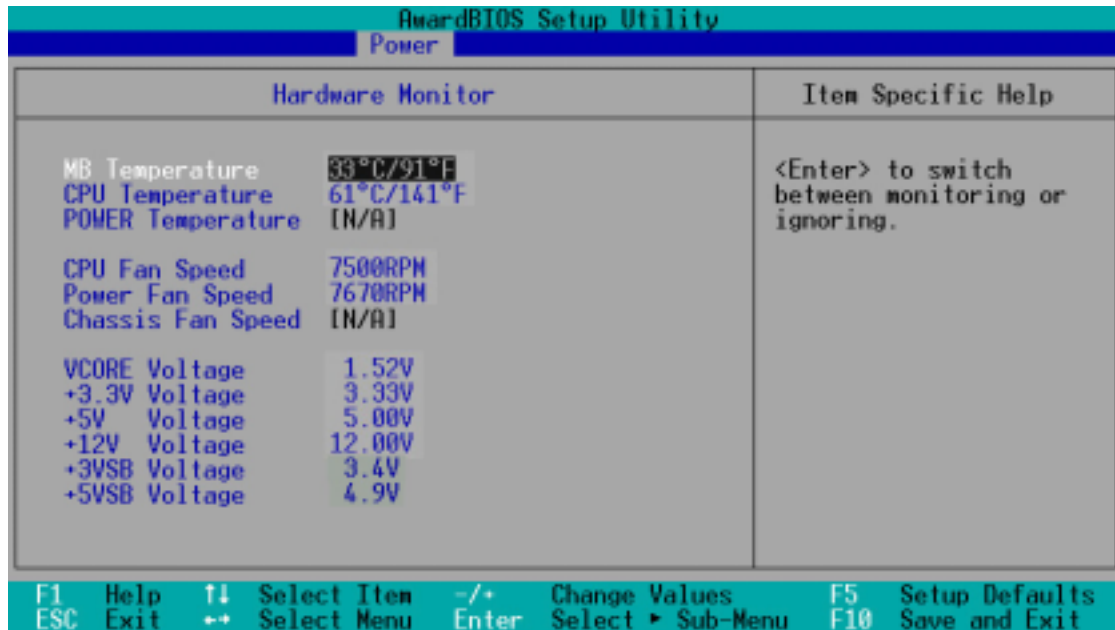 AwardBIOS Setup Utility
Power
Hardware Monitor
Item Specific Help
MB Temperature 33°C/91°F
CPU Temperature 61°C/141°F
POWER Temperature [N/A]
CPU Fan Speed 7500RPM
Power Fan Speed 7670RPM
Chassis Fan Speed [N/A]
VCORE Voltage 1.52V
+3.3V Voltage 3.33V
+5V Voltage 5.00V
+12V Voltage 12.00V
+3VSB Voltage 3.4V
+5VSB Voltage 4.9V
<Enter> to switch
between monitoring or
ignoring.
F1 Help ↑↓ Select Item -/+ Change Values F5 Setup Defaults
ESC Exit ←→ Select Menu Enter Select ► Sub-Menu F10 Save and Exit